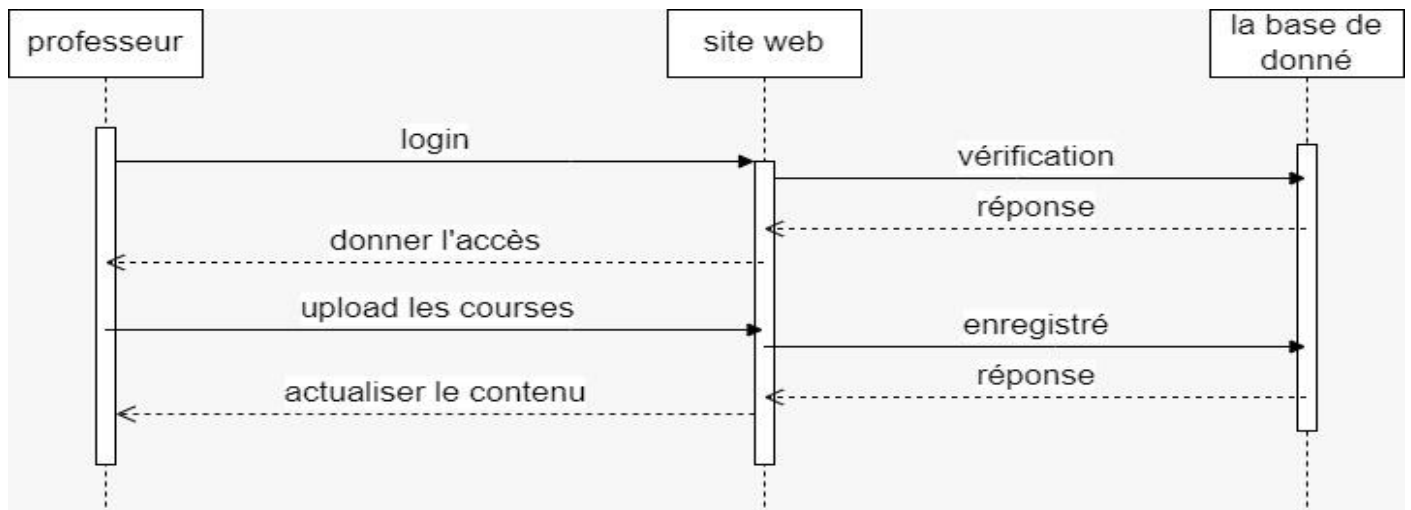 professeur
site web
la base de
donné
login
vérification
réponse
donner l'accès
upload les courses
enregistré
réponse
actualiser le contenu